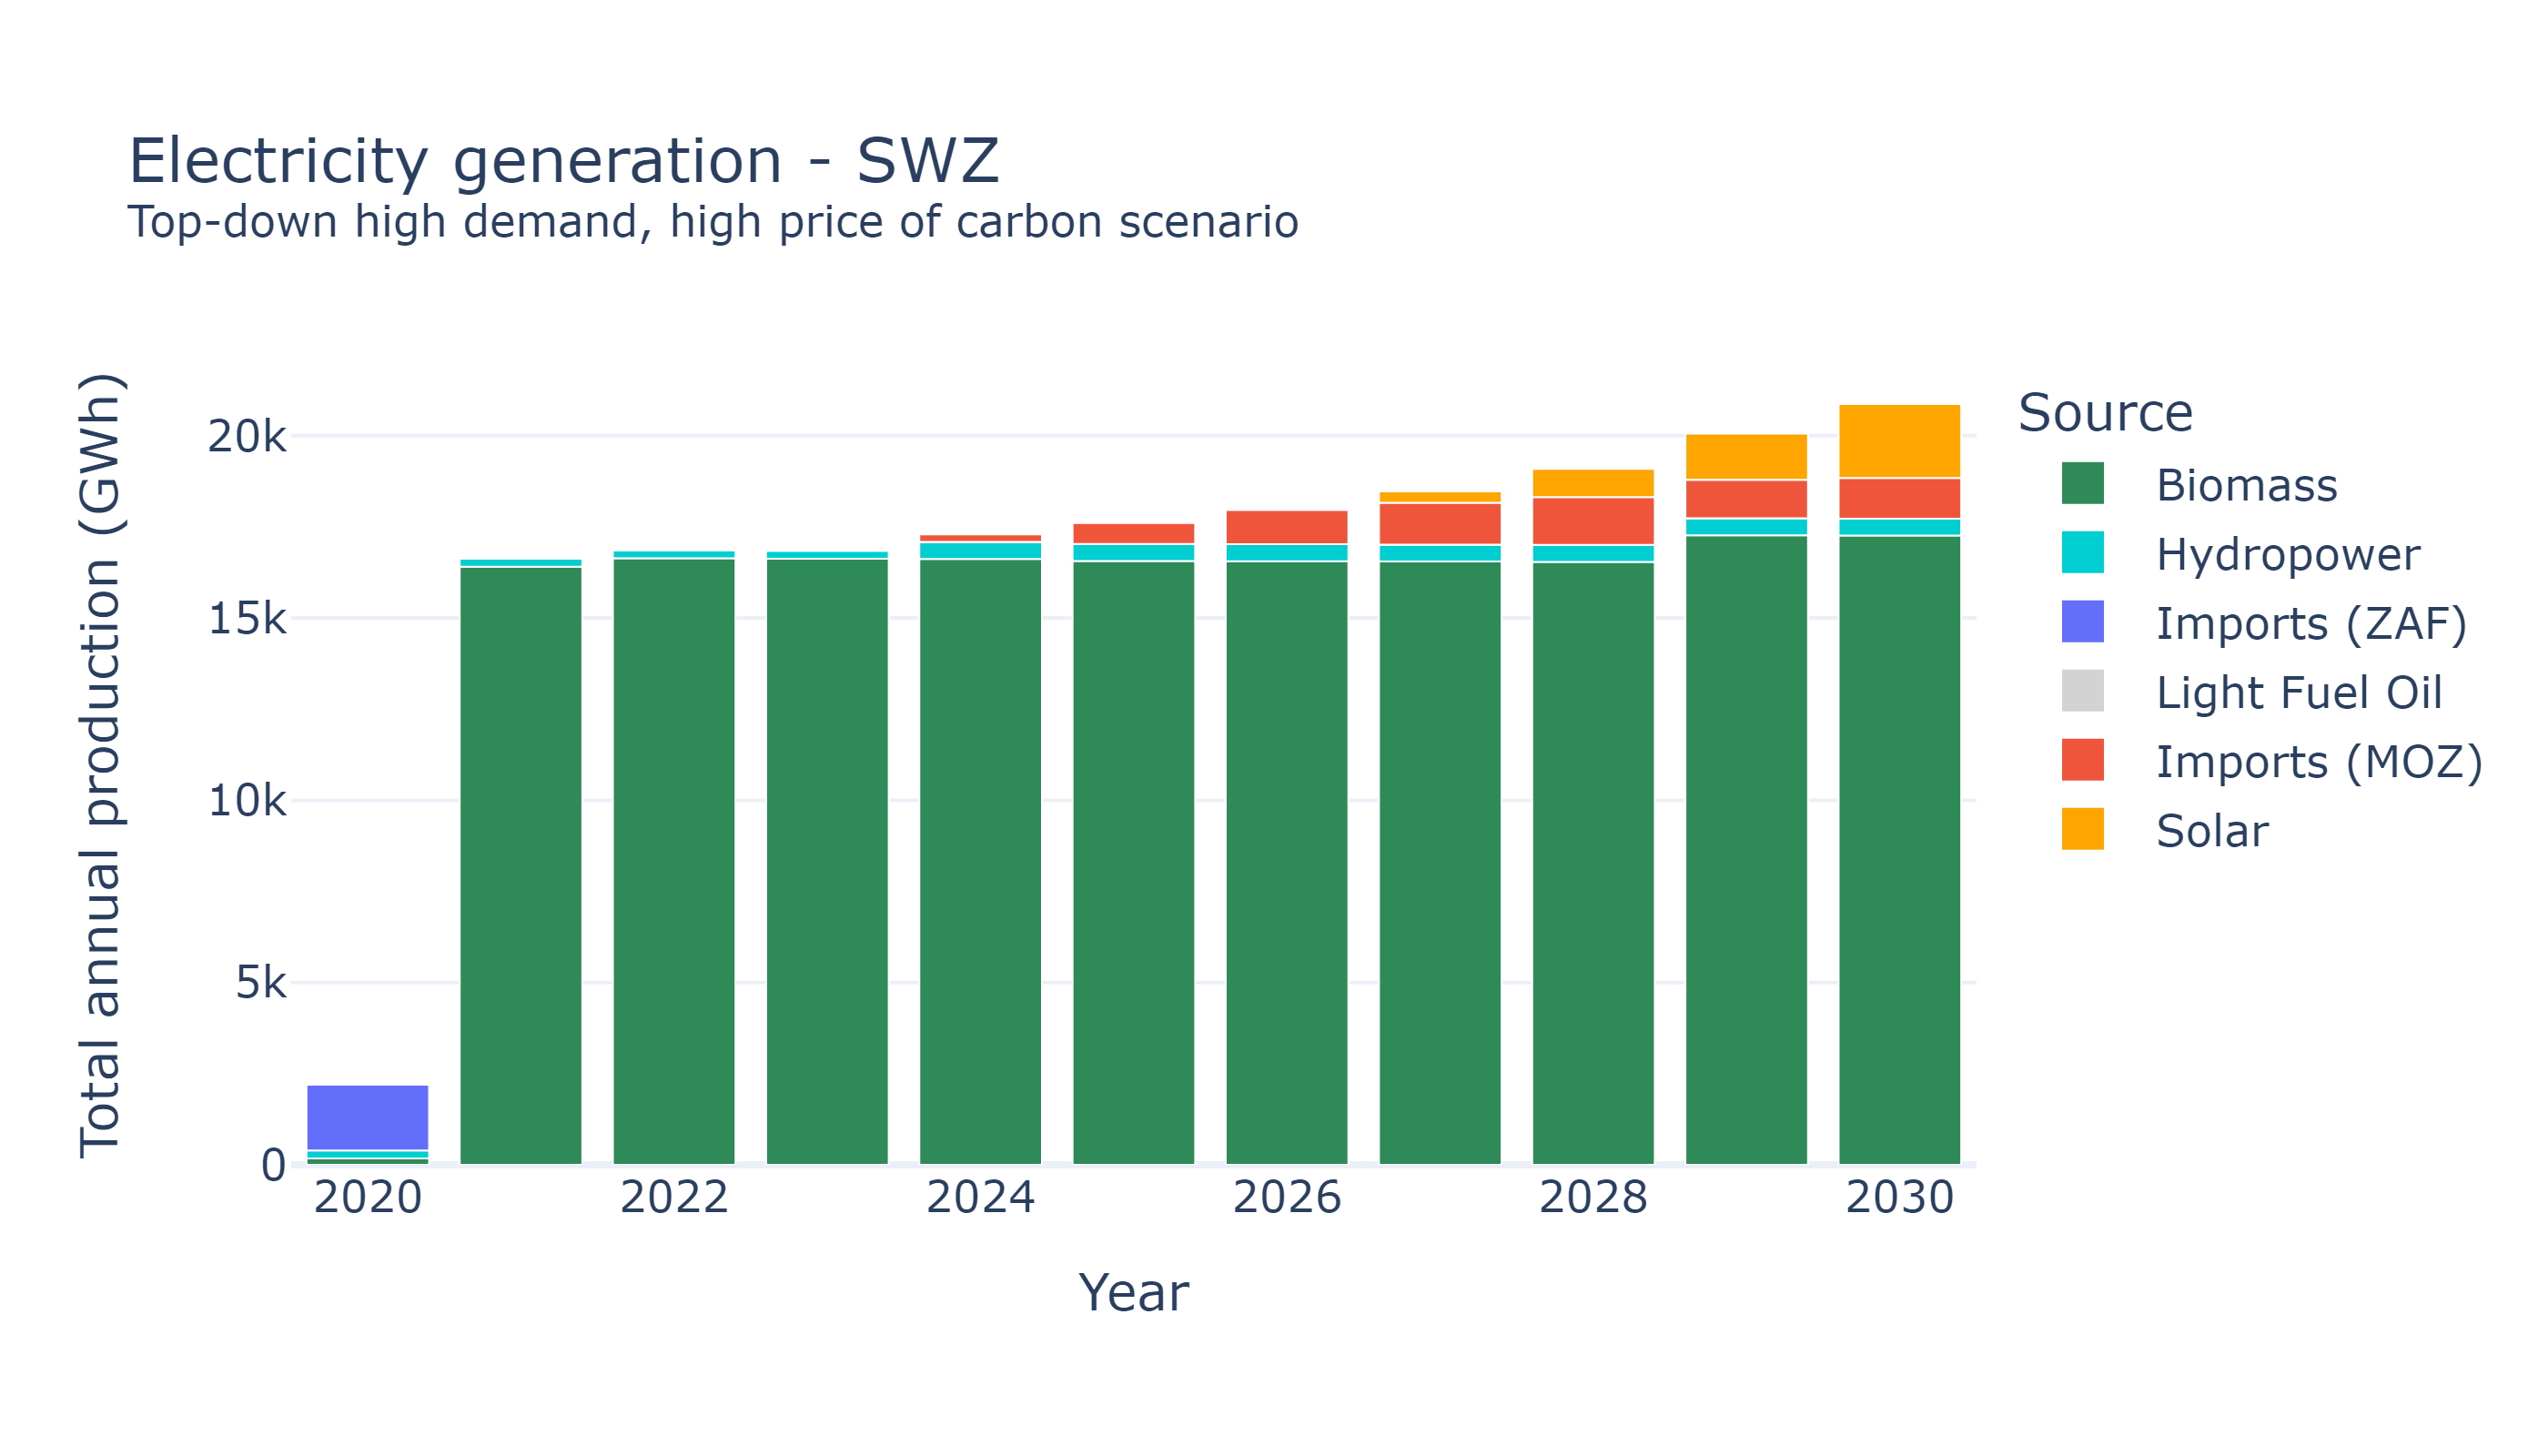 Electricity generation - SWZ
Top-down high demand, high price of carbon scenario
Total annual production (GWh)
20k
15k
10k
5k
0
2020
2022
2024
2026
2028
2030
Year
Source
Biomass
Hydropower
Imports (ZAF)
Light Fuel Oil
Imports (MOZ)
Solar